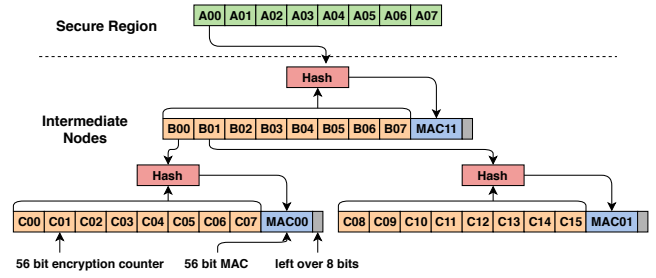 A00 A01 A02 A03 A04 A05 A06 A07
Secure Region
Hash
Intermediate
Nodes
B00 B01 B02 B03 B04 B05 B06 B07 MAC11
Hash
Hash
C00 C01 C02 C03 C04 C05 C06 C07 MAC00
C08 C09 C10 C11 C12 C13 C14 C15 MAC01
56 bit encryption counter
56 bit MAC
left over 8 bits